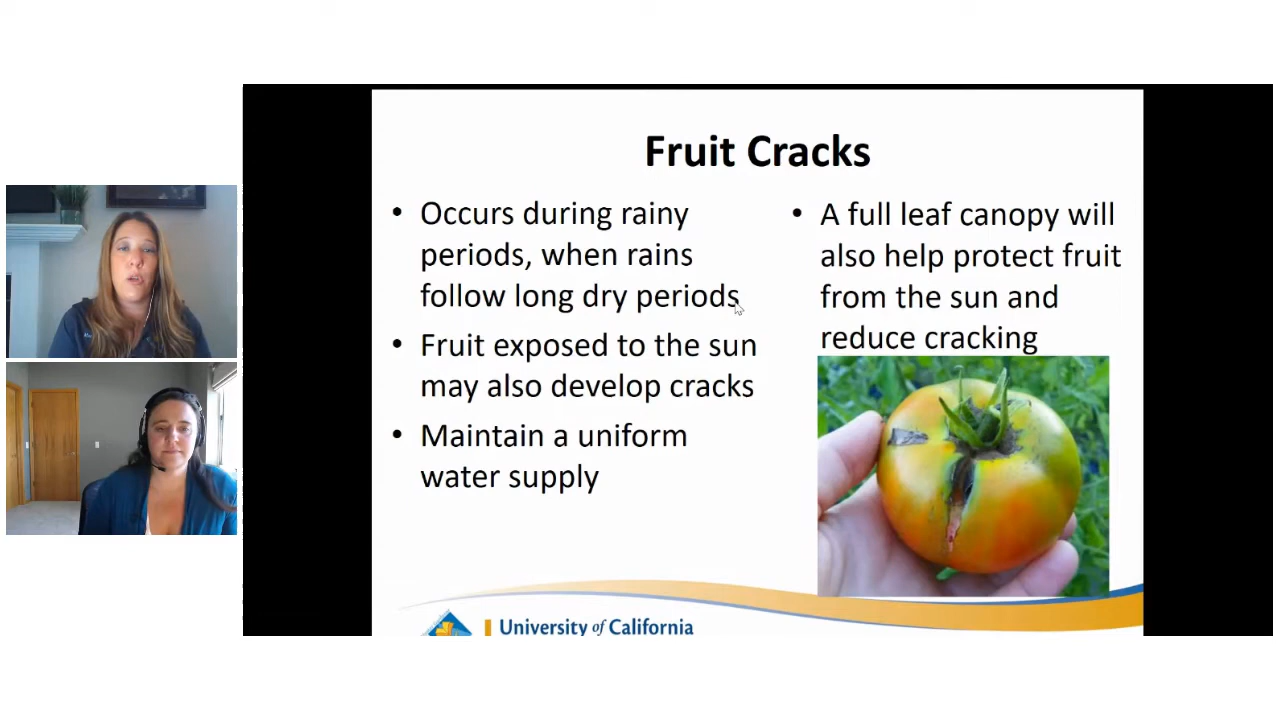 Fruit Cracks
• Occurs during rainy
periods, when rains
follow long dry periods
• Fruit exposed to the sun
may also develop cracks
• Maintain a uniform
water supply
• A full leaf canopy will
also help protect fruit
from the sun and
reduce cracking
University of California